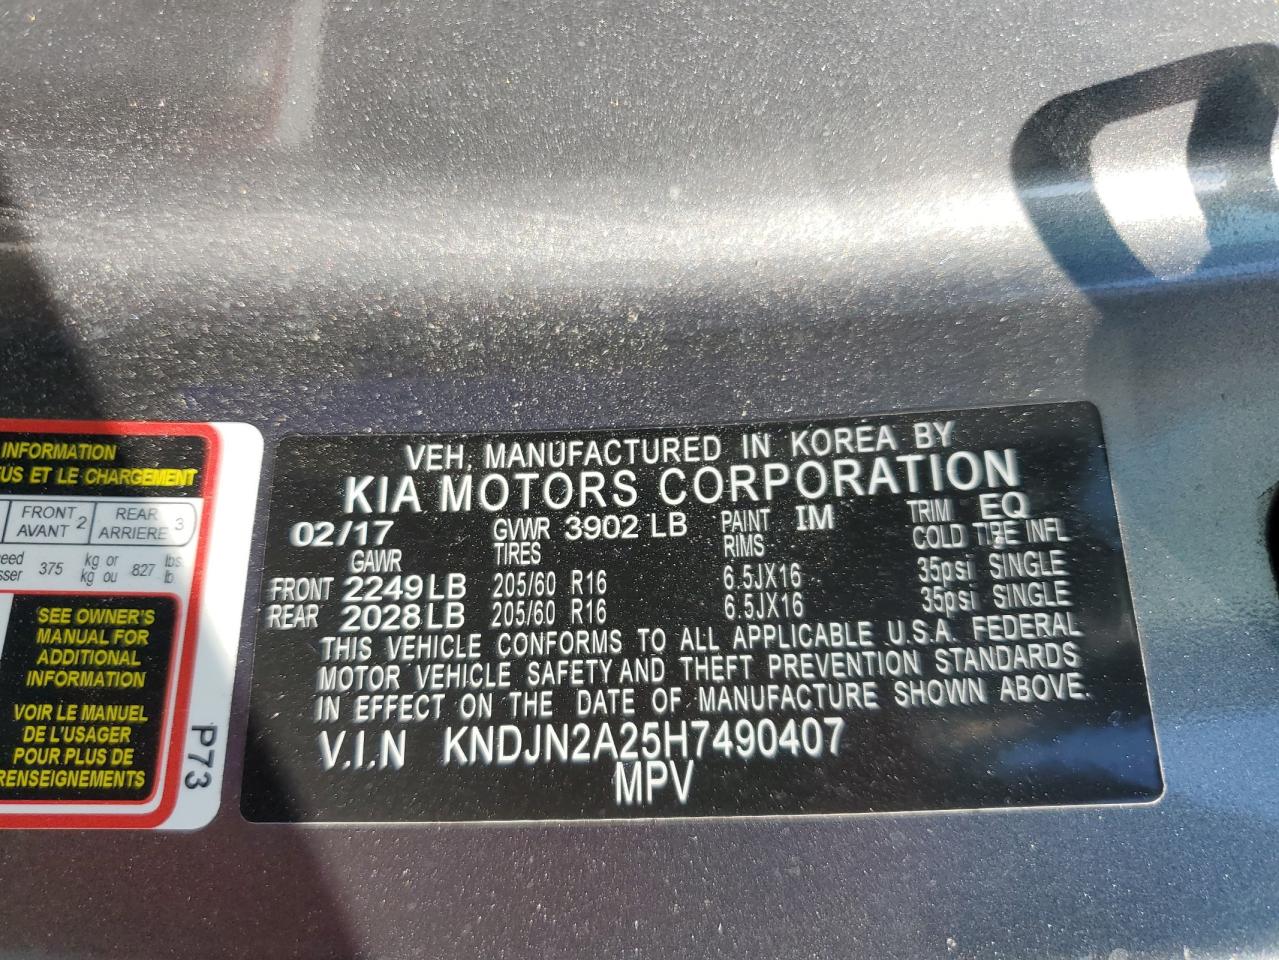 INFORMATION
US ET LE CHARGEMENT
FRONT AVANT 2 REAR ARRIERE 3
375 kg or kg ou 827 lbs. lb
SEE OWNER'S
MANUAL FOR
ADDITIONAL
INFORMATION
VOIR LE MANUEL
DE L'USAGER
POUR PLUS DE
RENSEIGNEMENTS
P73
VEH. MANUFACTURED IN KOREA BY
KIA MOTORS CORPORATION
02/17 GVWR 3902 LB PAINT IM TRIM EQ
GAWR TIRES RIMS COLD TIRE INFL
FRONT 2249 LB 205/60 R16 6.5JX16 35psi SINGLE
REAR 2028 LB 205/60 R16 6.5JX16 35psi SINGLE
THIS VEHICLE CONFORMS TO ALL APPLICABLE U.S.A. FEDERAL
MOTOR VEHICLE SAFETY AND THEFT PREVENTION STANDARDS
IN EFFECT ON THE DATE OF MANUFACTURE SHOWN ABOVE.
V.I.N KNDJN2A25H7490407
MPV